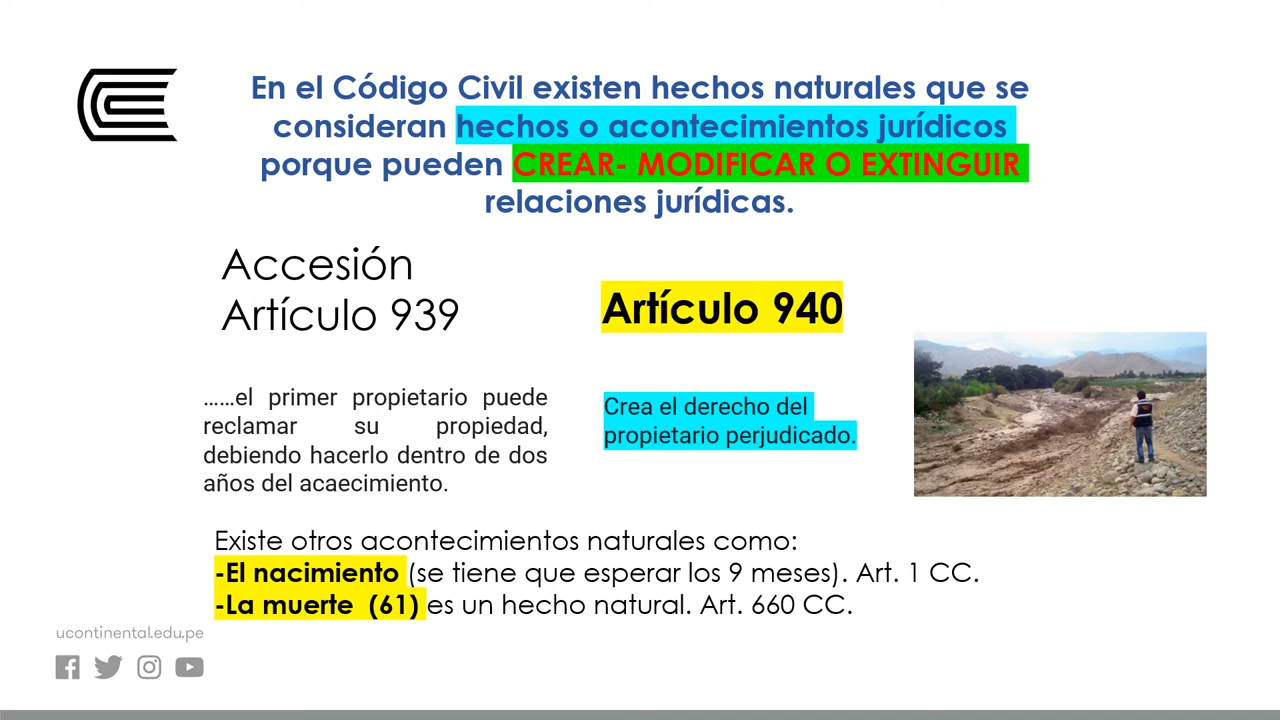 En el Código Civil existen hechos naturales que se
consideran hechos o acontecimientos jurídicos
porque pueden CREAR- MODIFICAR O EXTINGUIR
relaciones jurídicas.
Accesión
Artículo 939
……el primer propietario puede
reclamar su propiedad,
debiendo hacerlo dentro de dos
años del acaecimiento.
Artículo 940
Crea el derecho del
propietario perjudicado.
Existe otros acontecimientos naturales como:
-El nacimiento (se tiene que esperar los 9 meses). Art. 1 CC.
-La muerte (61) es un hecho natural. Art. 660 CC.
ucontinental.edu.pe